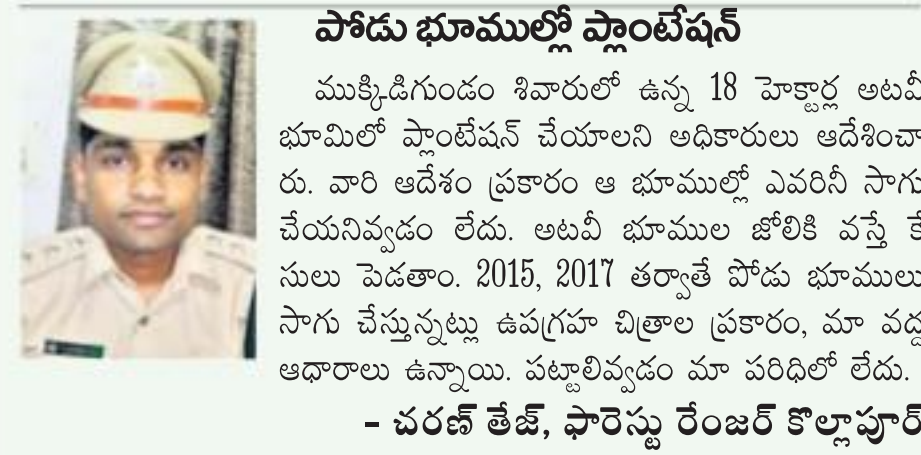 పోడు భూముల్లో ప్లాంటేషన్
ముక్కిడిగుండం శివారులో ఉన్న 18 హెక్టార్ల అటవీ
భూమిలో ప్లాంటేషన్ చేయాలని అధికారులు ఆదేశించా
రు. వారి ఆదేశం ప్రకారం ఆ భూముల్లో ఎవరినీ సాగు
చేయనివ్వడం లేదు. అటవీ భూముల జోలికి వస్తే కే
సులు పెడతాం. 2015, 2017 తర్వాతే పోడు భూములు
సాగు చేస్తున్నట్లు ఉపగ్రహ చిత్రాల ప్రకారం, మా వద్ద
ఆధారాలు ఉన్నాయి. పట్టాలివ్వడం మా పరిధిలో లేదు.
- చరణ్ తేజ్, ఫారెస్టు రేంజర్ కొల్లాపూర్